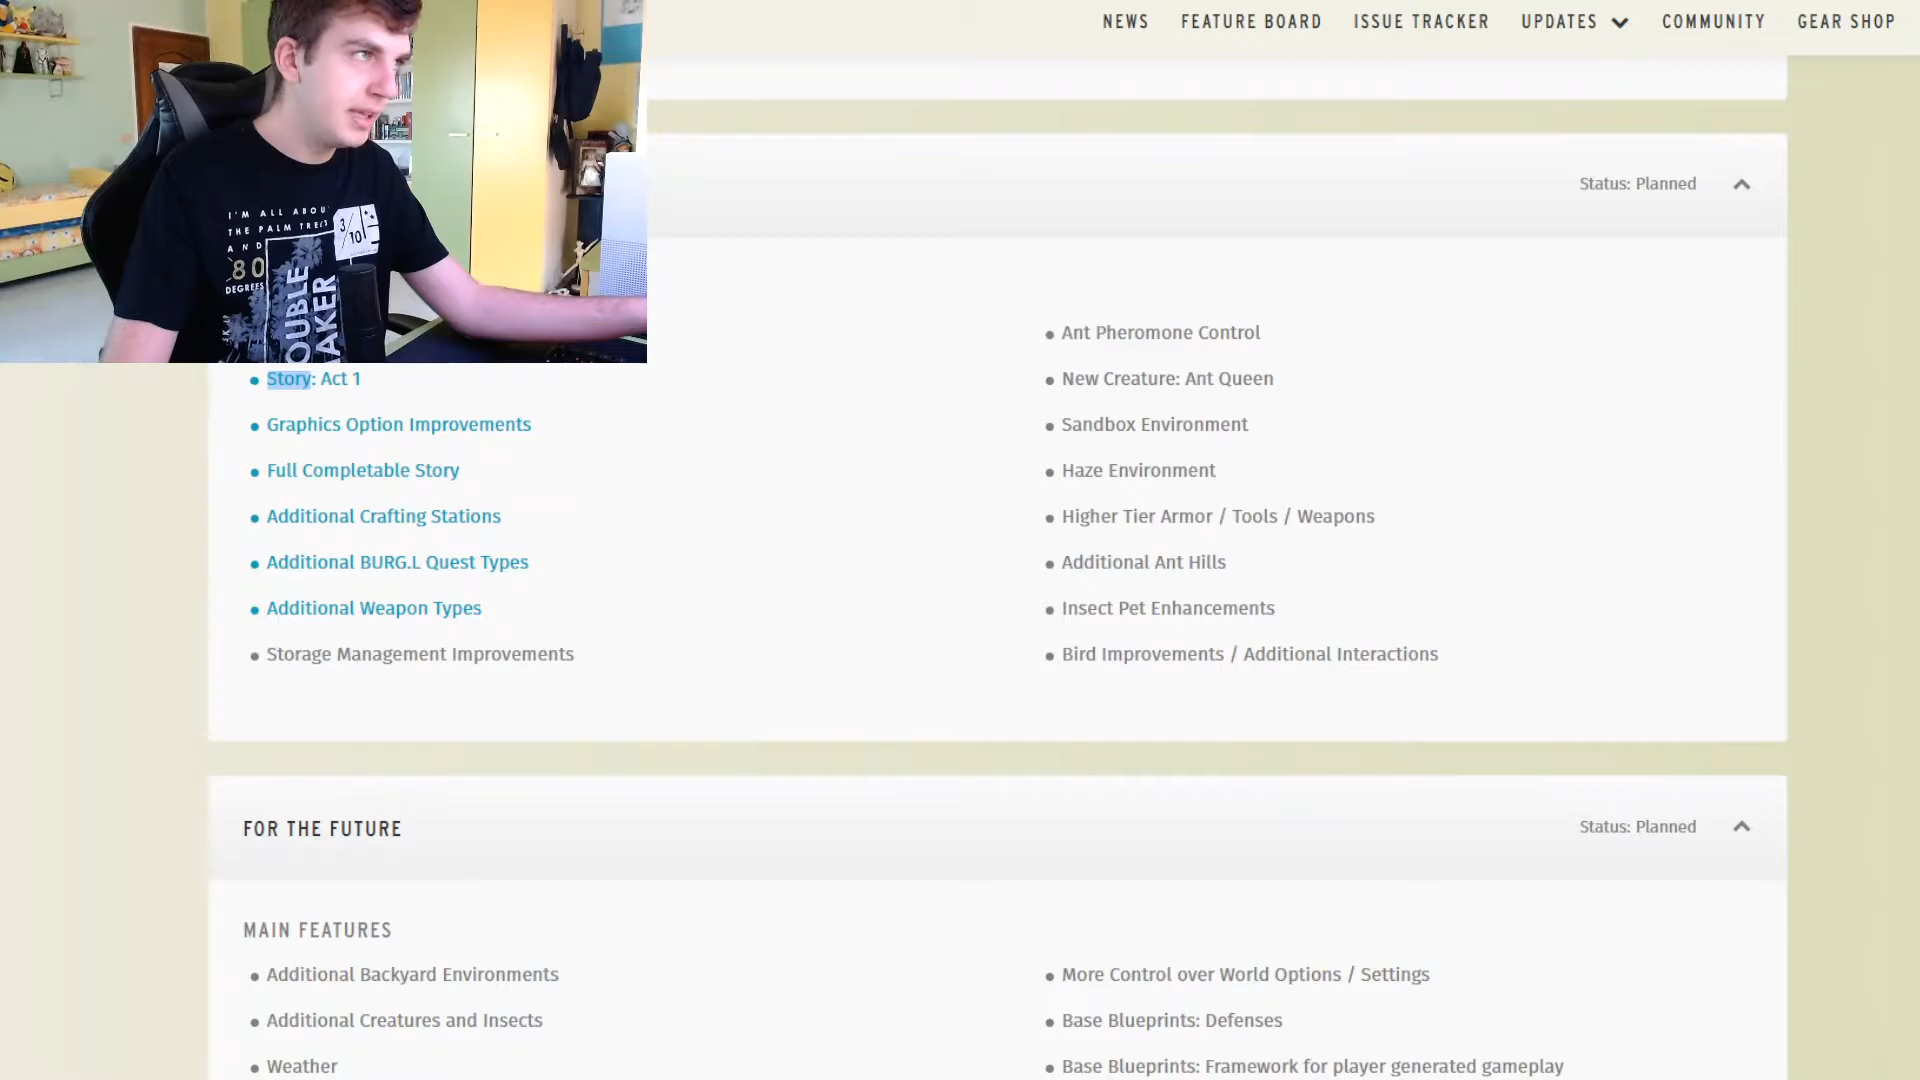 NEWS FEATURE BOARD ISSUE TRACKER UPDATES COMMUNITY GEAR SHOP
I'M ALL ABOU
THE PALM TREES
AND
80
DEGREES
3/10
OUBLE
AKER
Status: Planned
Story: Act 1
Graphics Option Improvements
Full Completable Story
Additional Crafting Stations
Additional BURG.L Quest Types
Additional Weapon Types
Storage Management Improvements
Ant Pheromone Control
New Creature: Ant Queen
Sandbox Environment
Haze Environment
Higher Tier Armor / Tools / Weapons
Additional Ant Hills
Insect Pet Enhancements
Bird Improvements / Additional Interactions
FOR THE FUTURE
Status: Planned
MAIN FEATURES
Additional Backyard Environments
Additional Creatures and Insects
Weather
More Control over World Options / Settings
Base Blueprints: Defenses
Base Blueprints: Framework for player generated gameplay